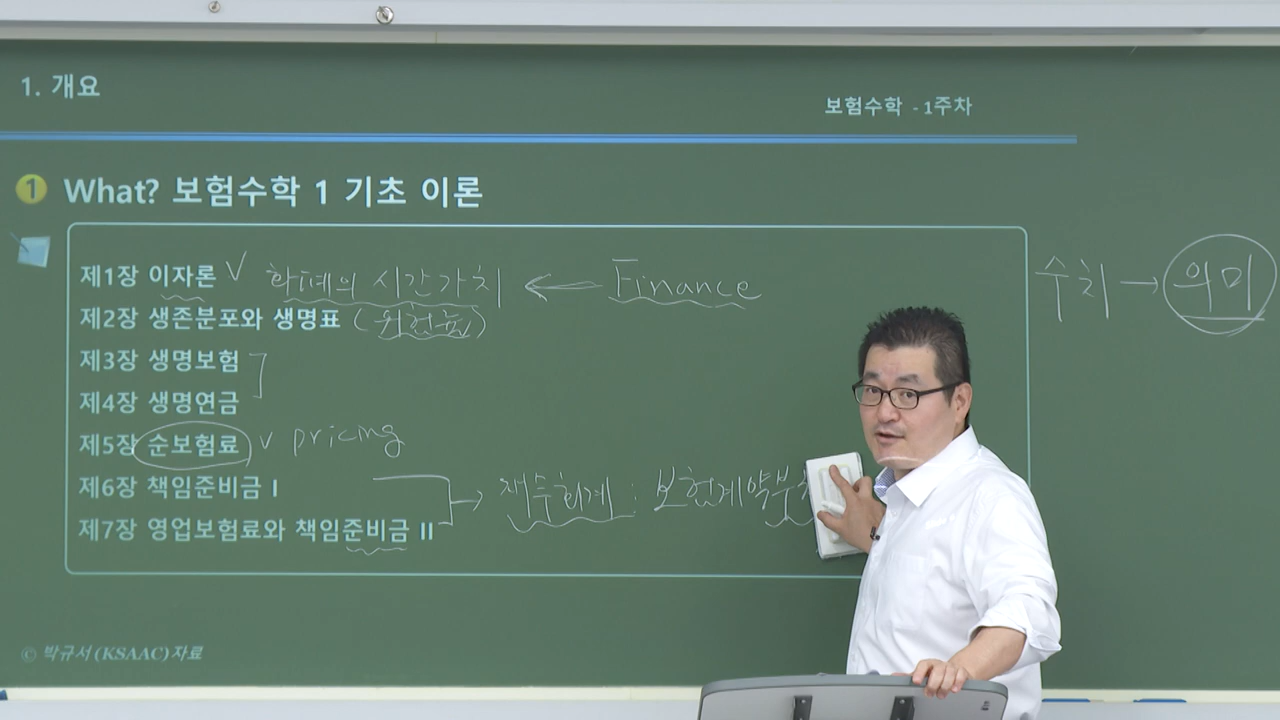 1. 개요
보험수학 - 1주차
1 What? 보험수학 1 기초 이론
제1장 이자론 V 화폐의 시간가치 ← Finance
수치 → 의미
제2장 생존분포와 생명표 (위험률)
제3장 생명보험
제4장 생명연금
제5장 순보험료 V pricing
제6장 책임준비금 I
→ 재무회계 : 보험계약부
제7장 영업보험료와 책임준비금 II
© 박규서 (KSAAC) 자료